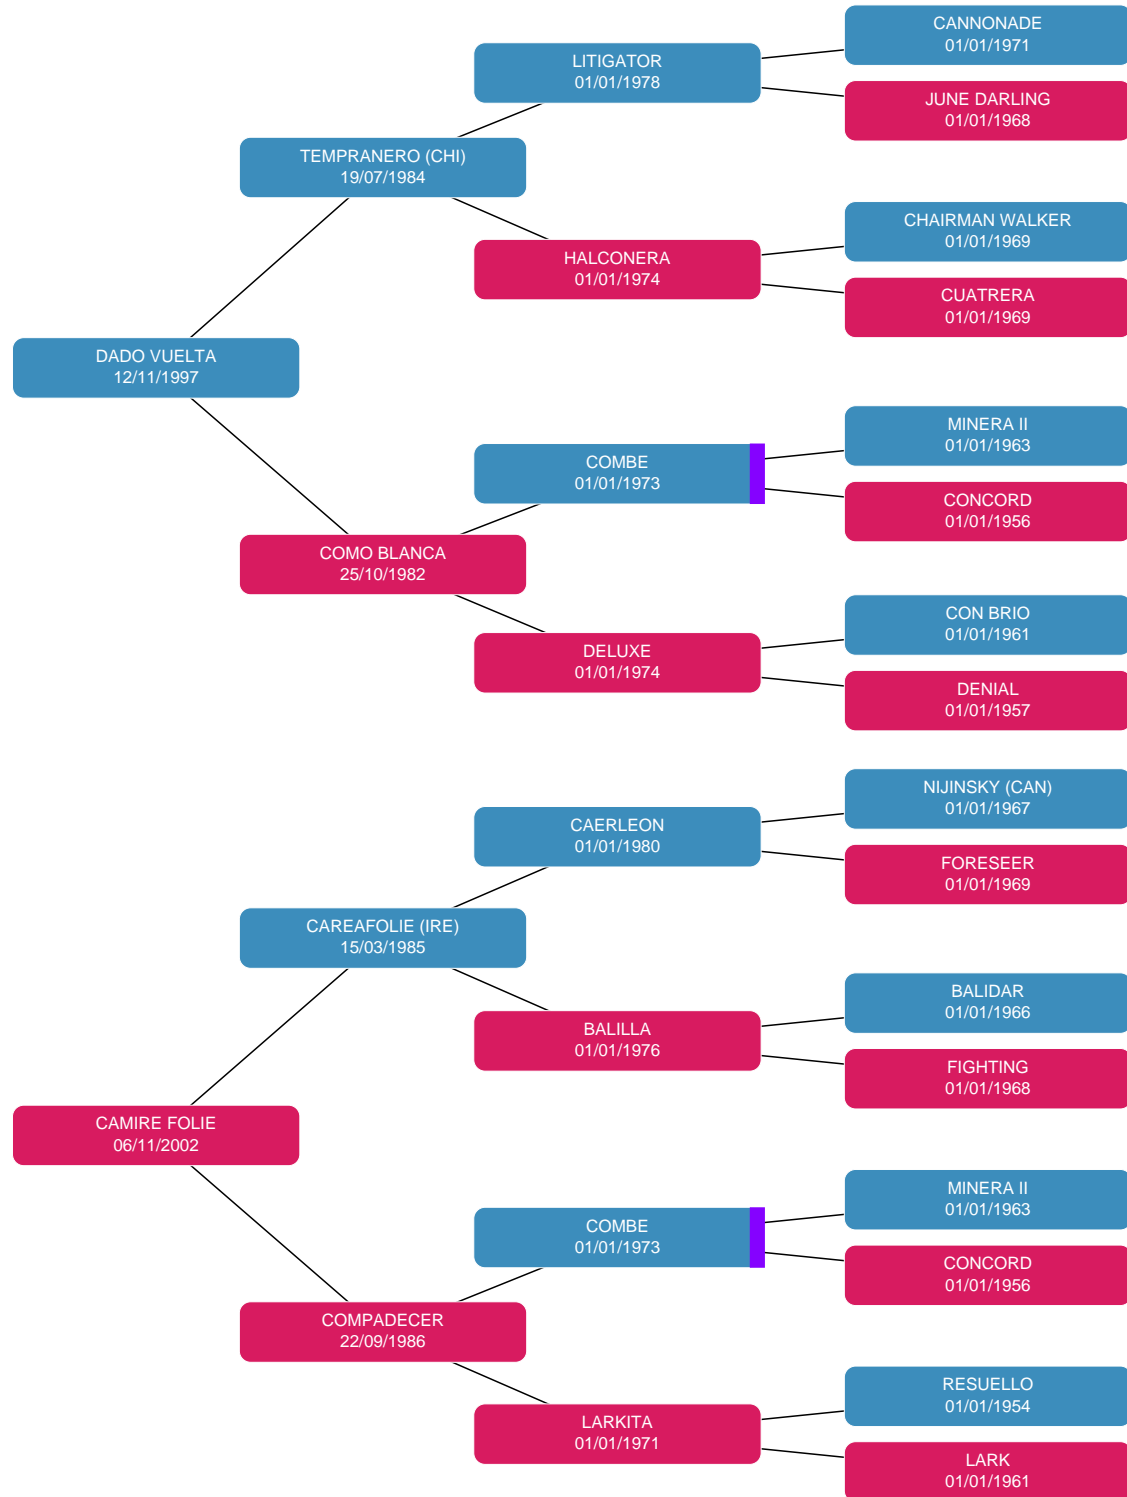 CANNONADE
01/01/1971
LITIGATOR
01/01/1978
JUNE DARLING
01/01/1968
TEMPRANERO (CHI)
19/07/1984
CHAIRMAN WALKER
01/01/1969
HALCONERA
01/01/1974
CUATRERA
01/01/1969
DADO VUELTA
12/11/1997
MINERA II
01/01/1963
COMBE
01/01/1973
CONCORD
01/01/1956
COMO BLANCA
25/10/1982
CON BRIO
01/01/1961
DELUXE
01/01/1974
DENIAL
01/01/1957
NIJINSKY (CAN)
01/01/1967
CAERLEON
01/01/1980
FORESEER
01/01/1969
CAREAFOLIE (IRE)
15/03/1985
BALIDAR
01/01/1966
BALILLA
01/01/1976
FIGHTING
01/01/1968
CAMIRE FOLIE
06/11/2002
MINERA II
01/01/1963
COMBE
01/01/1973
CONCORD
01/01/1956
COMPADECER
22/09/1986
RESUELLO
01/01/1954
LARKITA
01/01/1971
LARK
01/01/1961